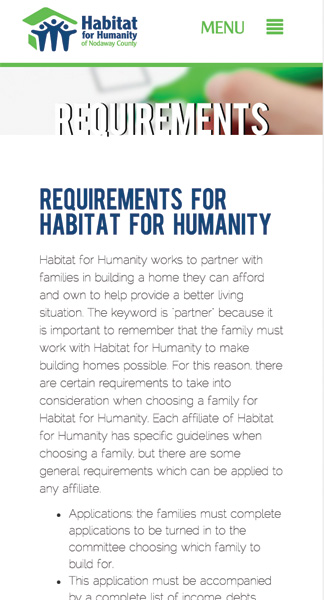 Habitat
for Humanity
of Nodaway County
MENU
REQUIREMENTS
REQUIREMENTS FOR
HABITAT FOR HUMANITY
Habitat for Humanity works to partner with
families in building a home they can afford
and own to help provide a better living
situation. The keyword is "partner" because it
is important to remember that the family must
work with Habitat for Humanity to make
building homes possible. For this reason, there
are certain requirements to take into
consideration when choosing a family for
Habitat for Humanity. Each affiliate of Habitat
for Humanity has specific guidelines when
choosing a family, but there are some
general requirements which can be applied to
any affiliate.
• Applications: the families must complete
applications to be turned in to the
committee choosing which family to
build for.
• This application must be accompanied
by a complete list of income, debts,